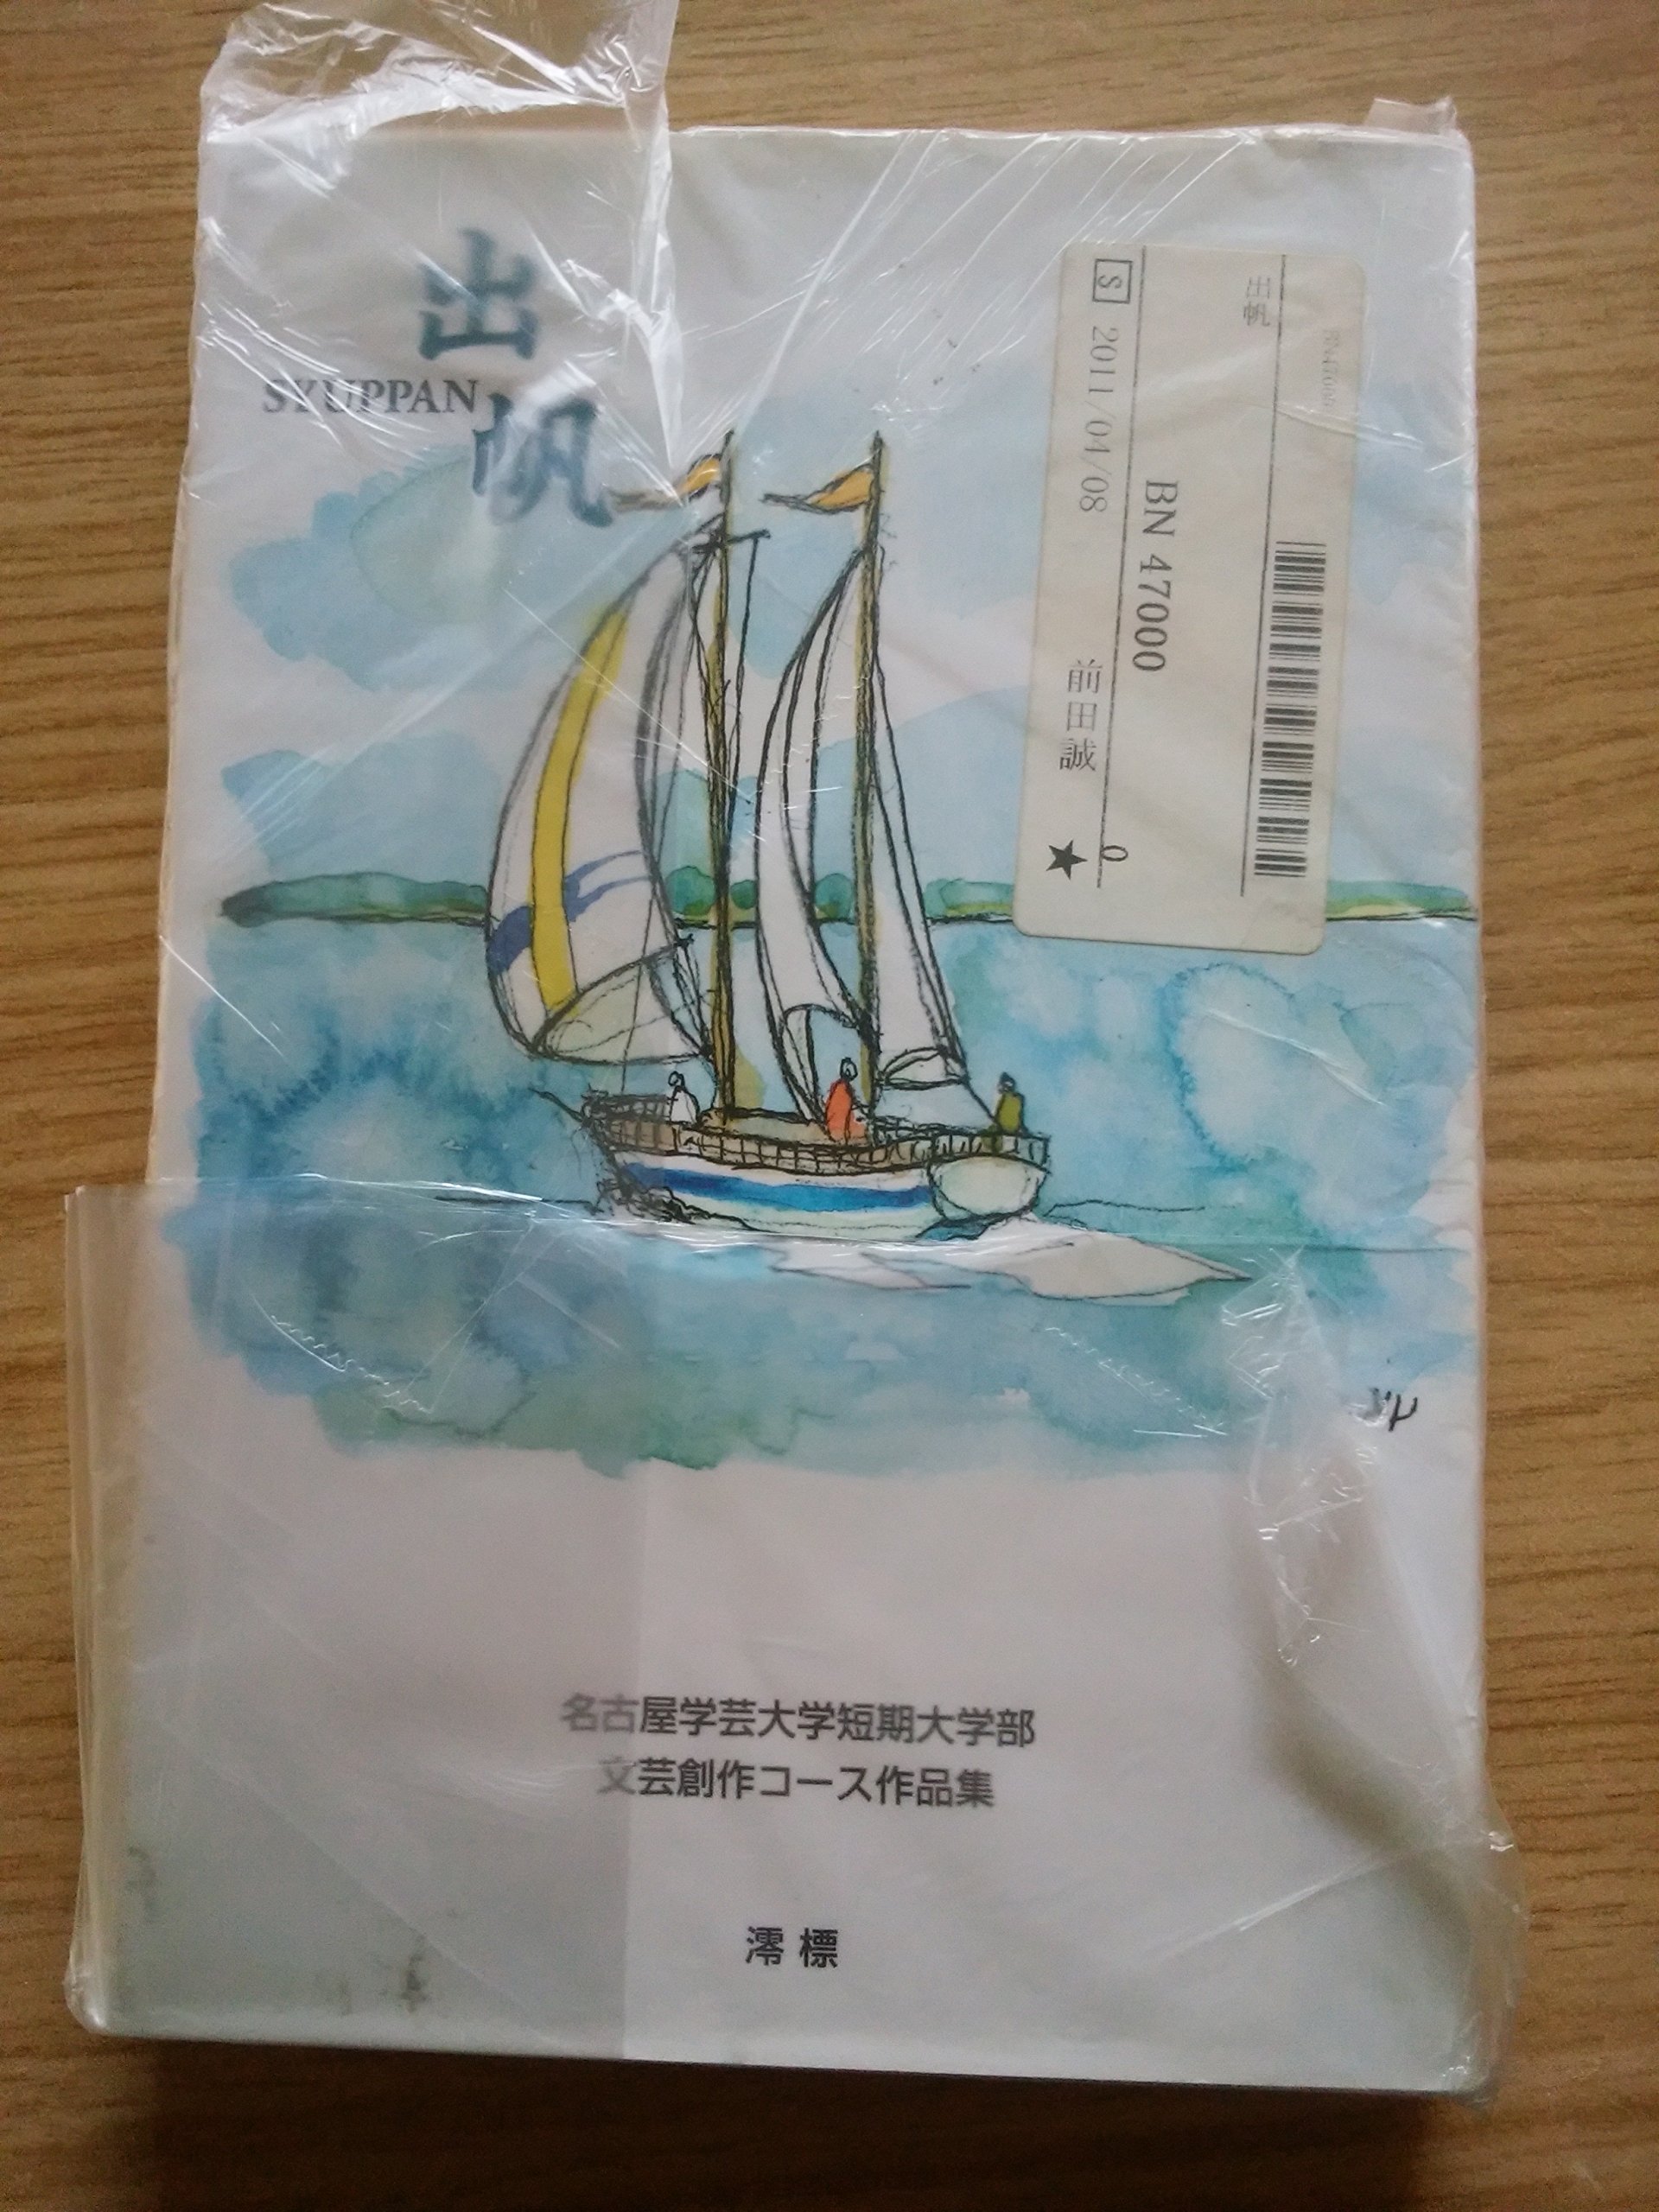 出帆
SYUPPAN
出帆
BN 47000
S 2011/04/08
前田誠
0
★
名古屋学芸大学短期大学部
文芸創作コース作品集
澪標